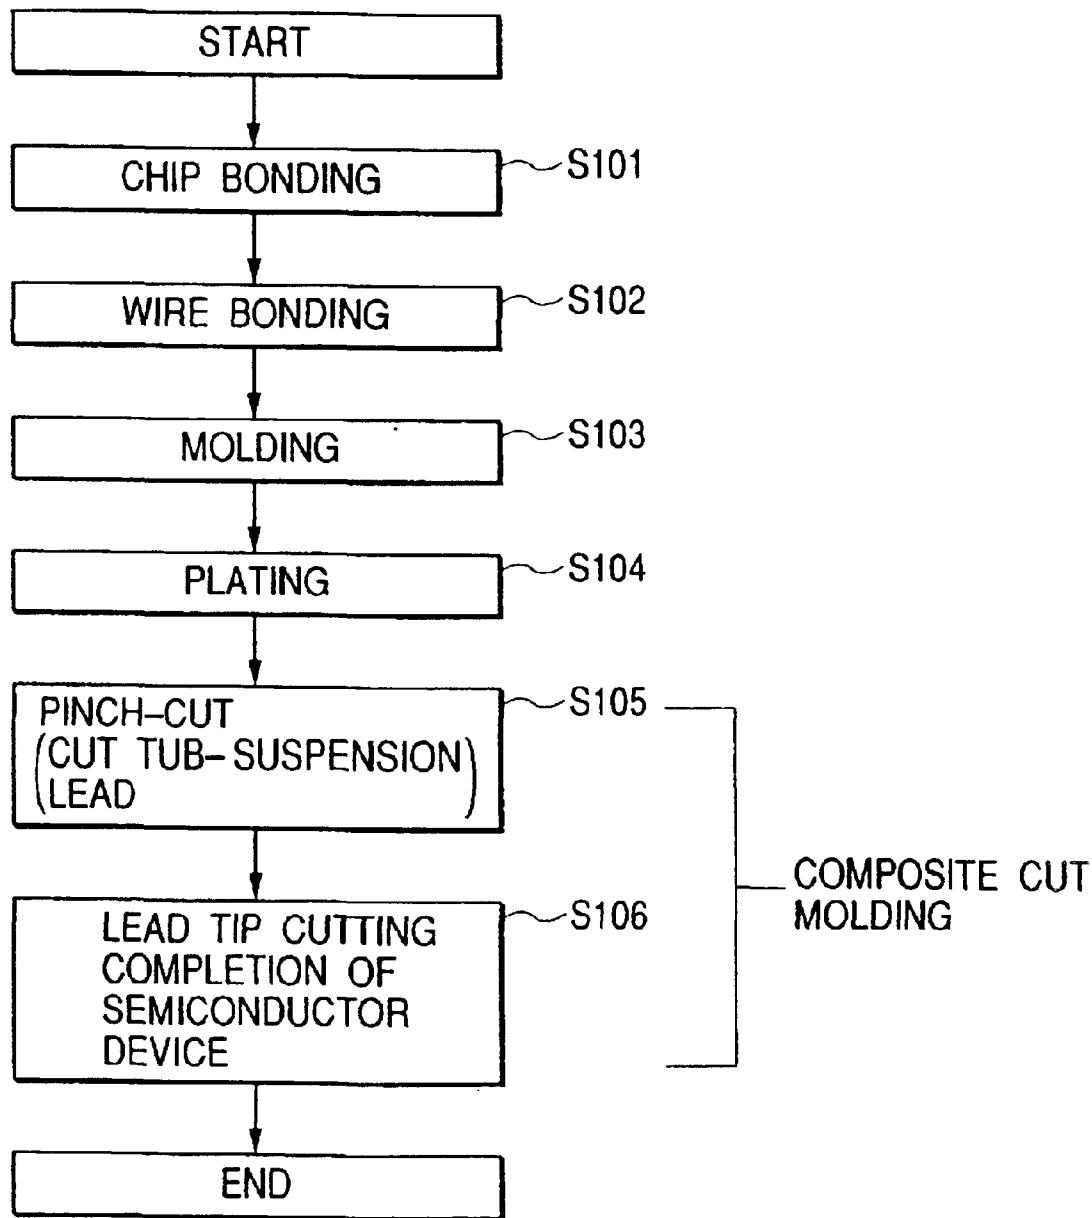 START
CHIP BONDING
S101
WIRE BONDING
S102
MOLDING
S103
PLATING
S104
PINCH-CUT
(CUT TUB-SUSPENSION
LEAD)
S105
LEAD TIP CUTTING
COMPLETION OF
SEMICONDUCTOR
DEVICE
S106
COMPOSITE CUT
MOLDING
END